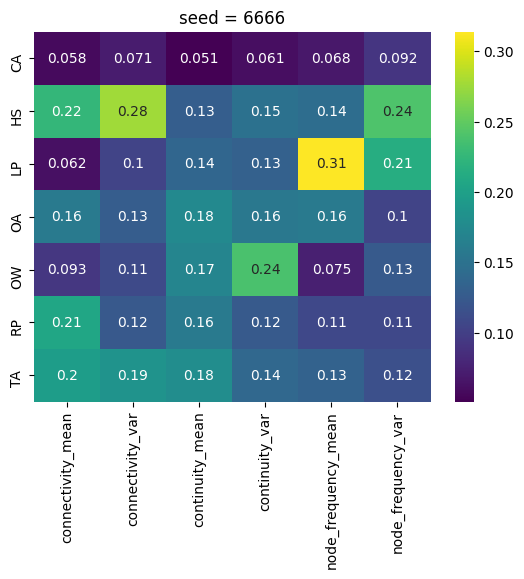 seed = 6666
CA 0.058 0.071 0.051 0.061 0.068 0.092
HS 0.22 0.28 0.13 0.15 0.14 0.24
LP 0.062 0.1 0.14 0.13 0.31 0.21
OA 0.16 0.13 0.18 0.16 0.16 0.1
OW 0.093 0.11 0.17 0.24 0.075 0.13
RP 0.21 0.12 0.16 0.12 0.11 0.11
TA 0.2 0.19 0.18 0.14 0.13 0.12
connectivity_mean
connectivity_var
continuity_mean
continuity_var
node_frequency_mean
node_frequency_var
0.30
0.25
0.20
0.15
0.10